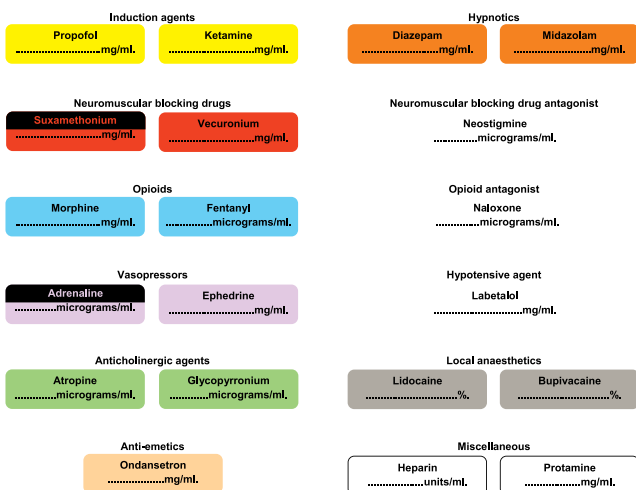 Induction agents
Propofol
....................mg/ml.
Ketamine
....................mg/ml.
Hypnotics
Diazepam
....................mg/ml.
Midazolam
....................mg/ml.
Neuromuscular blocking drugs
Suxamethonium
....................mg/ml.
Vecuronium
....................mg/ml.
Neuromuscular blocking drug antagonist
Neostigmine
.............micrograms/ml.
Opioids
Morphine
....................mg/ml.
Fentanyl
.............micrograms/ml.
Opioid antagonist
Naloxone
...............micrograms/ml.
Vasopressors
Adrenaline
.............micrograms/ml.
Ephedrine
......................mg/ml.
Hypotensive agent
Labetalol
......................mg/ml.
Anticholinergic agents
Atropine
.............micrograms/ml.
Glycopyrronium
.............micrograms/ml.
Local anaesthetics
Lidocaine
...............................%.
Bupivacaine
...............................%.
Anti-emetics
Ondansetron
....................mg/ml.
Miscellaneous
Heparin
...................units/ml.
Protamine
....................mg/ml.